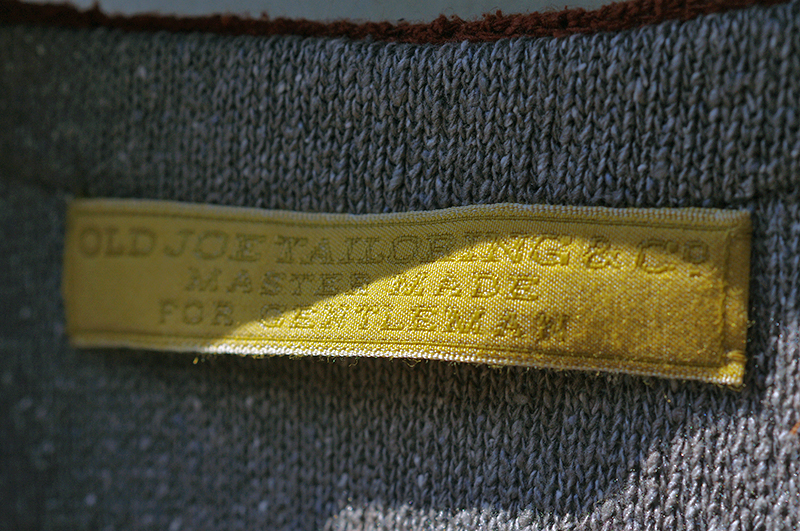 OLD JOE TAILORING & Cº.
MASTER MADE
FOR GENTLEMAN